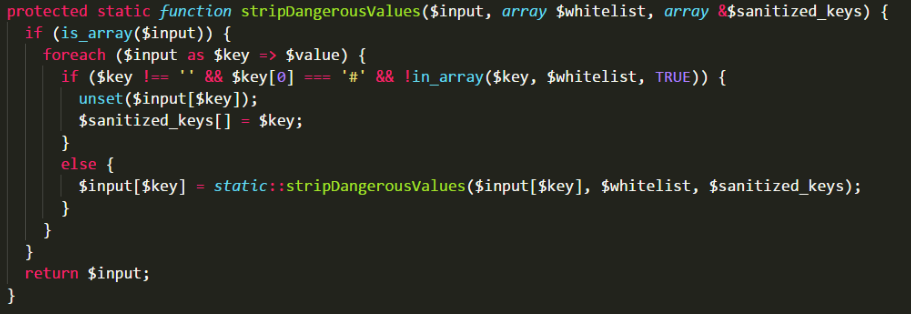 protected static function stripDangerousValues($input, array $whitelist, array &$sanitized_keys) {
  if (is_array($input)) {
    foreach ($input as $key => $value) {
      if ($key !== '' && $key[0] === '#' && !in_array($key, $whitelist, TRUE)) {
        unset($input[$key]);
        $sanitized_keys[] = $key;
      }
      else {
        $input[$key] = static::stripDangerousValues($input[$key], $whitelist, $sanitized_keys);
      }
    }
  }
  return $input;
}